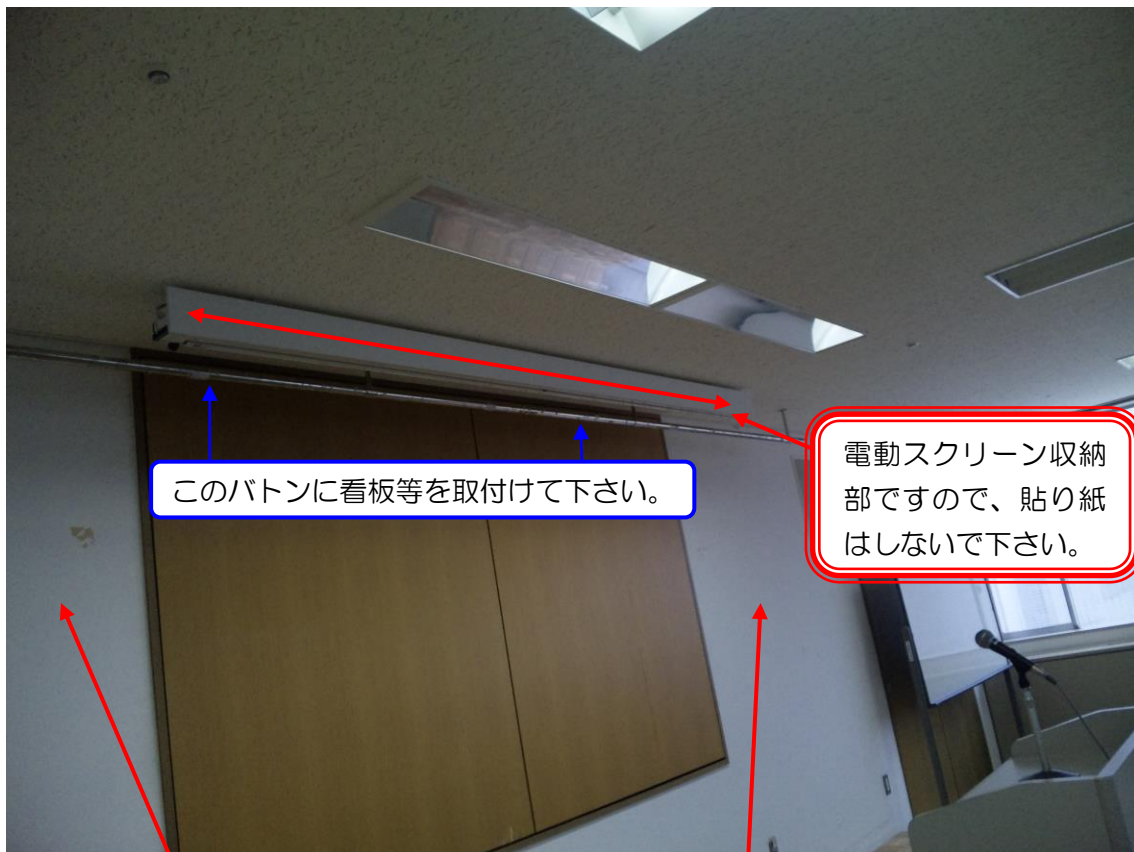 このバトンに看板等を取付けて下さい。
電動スクリーン収納
部ですので、貼り紙
はしないで下さい。